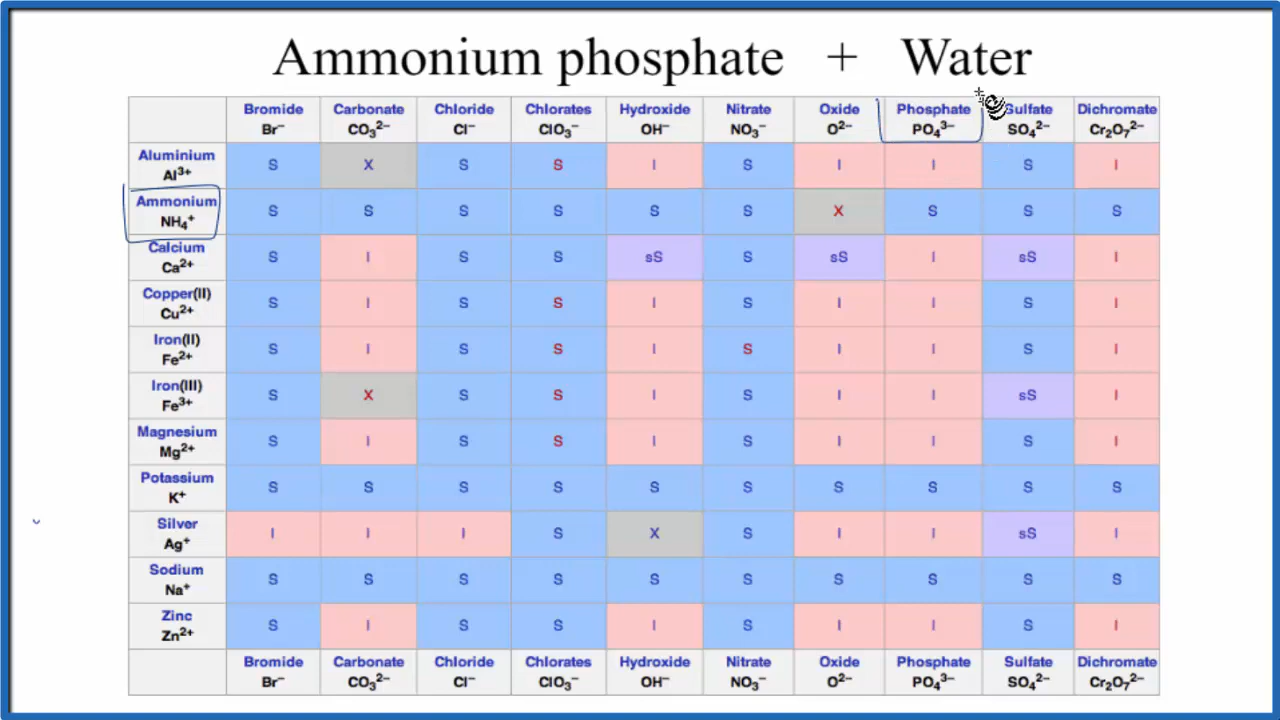 Ammonium phosphate + Water
Bromide Carbonate Chloride Chlorates Hydroxide Nitrate Oxide Phosphate Sulfate Dichromate
Br⁻ CO₃²⁻ Cl⁻ ClO₃⁻ OH⁻ NO₃⁻ O²⁻ PO₄³⁻ SO₄²⁻ Cr₂O₇²⁻
Aluminium
Al³⁺ S X S S I S I I S I
Ammonium
NH₄⁺ S S S S S S X S S S
Calcium
Ca²⁺ S I S S sS S sS I sS I
Copper(II)
Cu²⁺ S I S S I S I I S I
Iron(II)
Fe²⁺ S I S S I S I I S I
Iron(III)
Fe³⁺ S X S S I S I I sS I
Magnesium
Mg²⁺ S I S S I S I I S I
Potassium
K⁺ S S S S S S S S S S
Silver
Ag⁺ I I I S X S I I sS I
Sodium
Na⁺ S S S S S S S S S S
Zinc
Zn²⁺ S I S S I S I I S I
Bromide Carbonate Chloride Chlorates Hydroxide Nitrate Oxide Phosphate Sulfate Dichromate
Br⁻ CO₃²⁻ Cl⁻ ClO₃⁻ OH⁻ NO₃⁻ O²⁻ PO₄³⁻ SO₄²⁻ Cr₂O₇²⁻